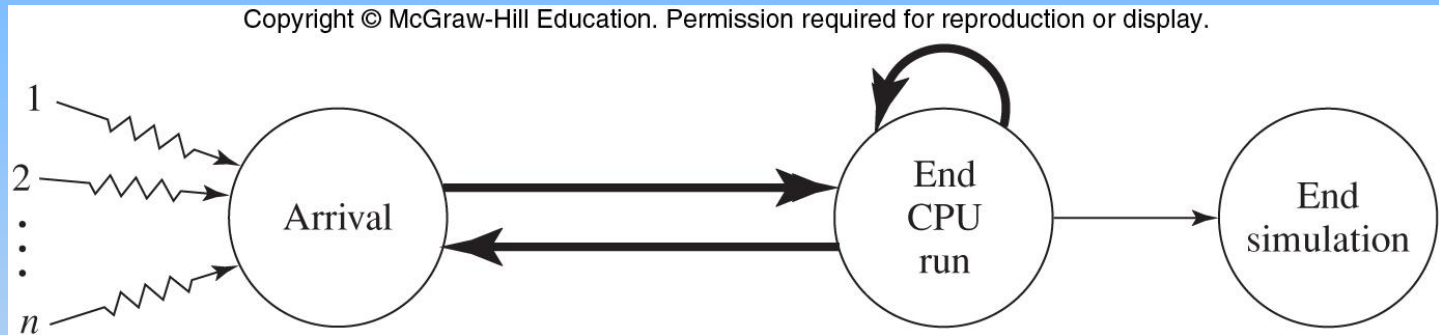 Copyright © McGraw-Hill Education. Permission required for reproduction or display.
1
2
n
Arrival
End
CPU
run
End
simulation